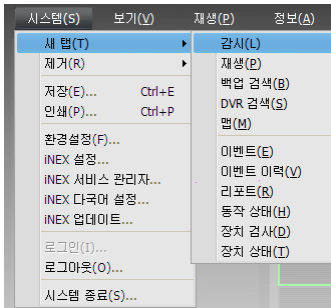 시스템(S) 보기(V) 재생(P) 정보(A)
새 탭(T)
제거(R)
저장(E)... Ctrl+E
인쇄(P)... Ctrl+P
환경설정(F)...
iNEX 설정...
iNEX 서비스 관리자...
iNEX 다국어 설정...
iNEX 업데이트...
로그인(I)...
로그아웃(O)...
시스템 종료(S)...
감시(L)
재생(P)
백업 검색(B)
DVR 검색(S)
맵(M)
이벤트(E)
이벤트 이력(V)
리포트(R)
동작 상태(H)
장치 검사(D)
장치 상태(T)